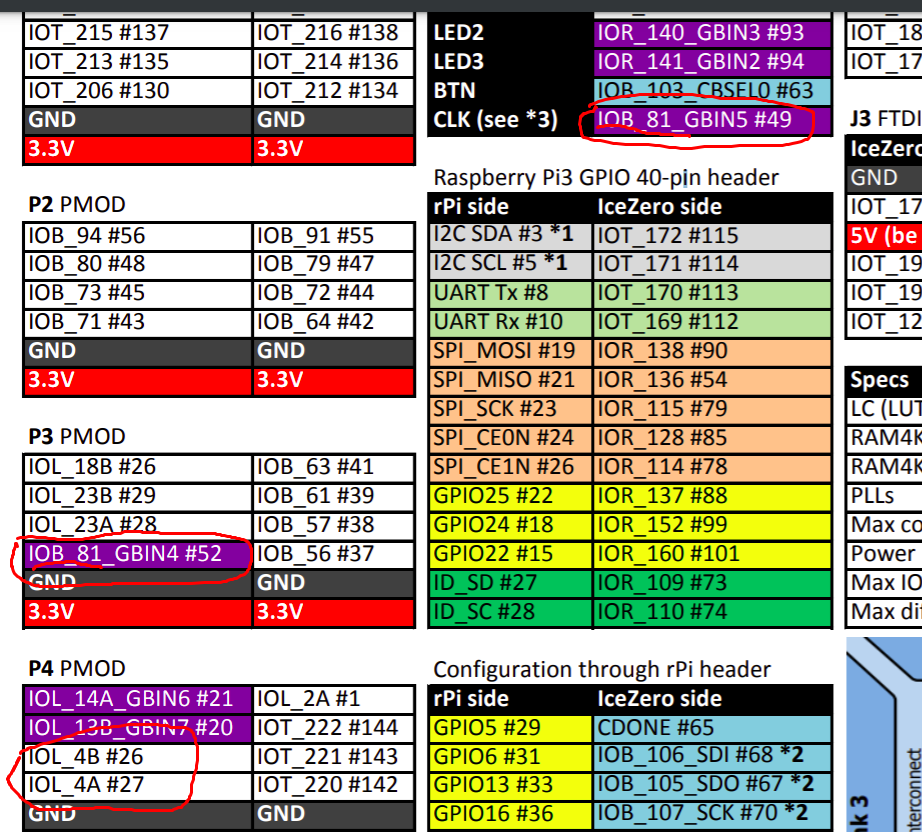 IOT_215 #137 IOT_216 #138
IOT_213 #135 IOT_214 #136
IOT_206 #130 IOT_212 #134
GND GND
3.3V 3.3V
P2 PMOD
IOB_94 #56 IOB_91 #55
IOB_80 #48 IOB_79 #47
IOB_73 #45 IOB_72 #44
IOB_71 #43 IOB_64 #42
GND GND
3.3V 3.3V
P3 PMOD
IOL_18B #26 IOB_63 #41
IOL_23B #29 IOB_61 #39
IOL_23A #28 IOB_57 #38
IOB_81_GBIN4 #52 IOB_56 #37
GND GND
3.3V 3.3V
P4 PMOD
IOL_14A_GBIN6 #21 IOL_2A #1
IOL_13B_GBIN7 #20 IOT_222 #144
IOL_4B #26 IOT_221 #143
IOL_4A #27 IOT_220 #142
GND GND
LED2 IOR_140_GBIN3 #93
LED3 IOR_141_GBIN2 #94
BTN IOB_103_CBSEL0 #63
CLK (see *3) IOB_81_GBIN5 #49
Raspberry Pi3 GPIO 40-pin header
rPi side IceZero side
I2C SDA #3 *1 IOT_172 #115
I2C SCL #5 *1 IOT_171 #114
UART Tx #8 IOT_170 #113
UART Rx #10 IOT_169 #112
SPI_MOSI #19 IOR_138 #90
SPI_MISO #21 IOR_136 #54
SPI_SCK #23 IOR_115 #79
SPI_CE0N #24 IOR_128 #85
SPI_CE1N #26 IOR_114 #78
GPIO25 #22 IOR_137 #88
GPIO24 #18 IOR_152 #99
GPIO22 #15 IOR_160 #101
ID_SD #27 IOR_109 #73
ID_SC #28 IOR_110 #74
Configuration through rPi header
rPi side IceZero side
GPIO5 #29 CDONE #65
GPIO6 #31 IOB_106_SDI #68 *2
GPIO13 #33 IOB_105_SDO #67 *2
GPIO16 #36 IOB_107_SCK #70 *2
IOT_18
IOT_17
J3 FTDI
IceZero
GND
IOT_17
5V (be
IOT_19
IOT_19
IOT_12
Specs
LC (LUT
RAM4K
RAM4K
PLLs
Max co
Power
Max IO
Max dif
nk 3
terconnect